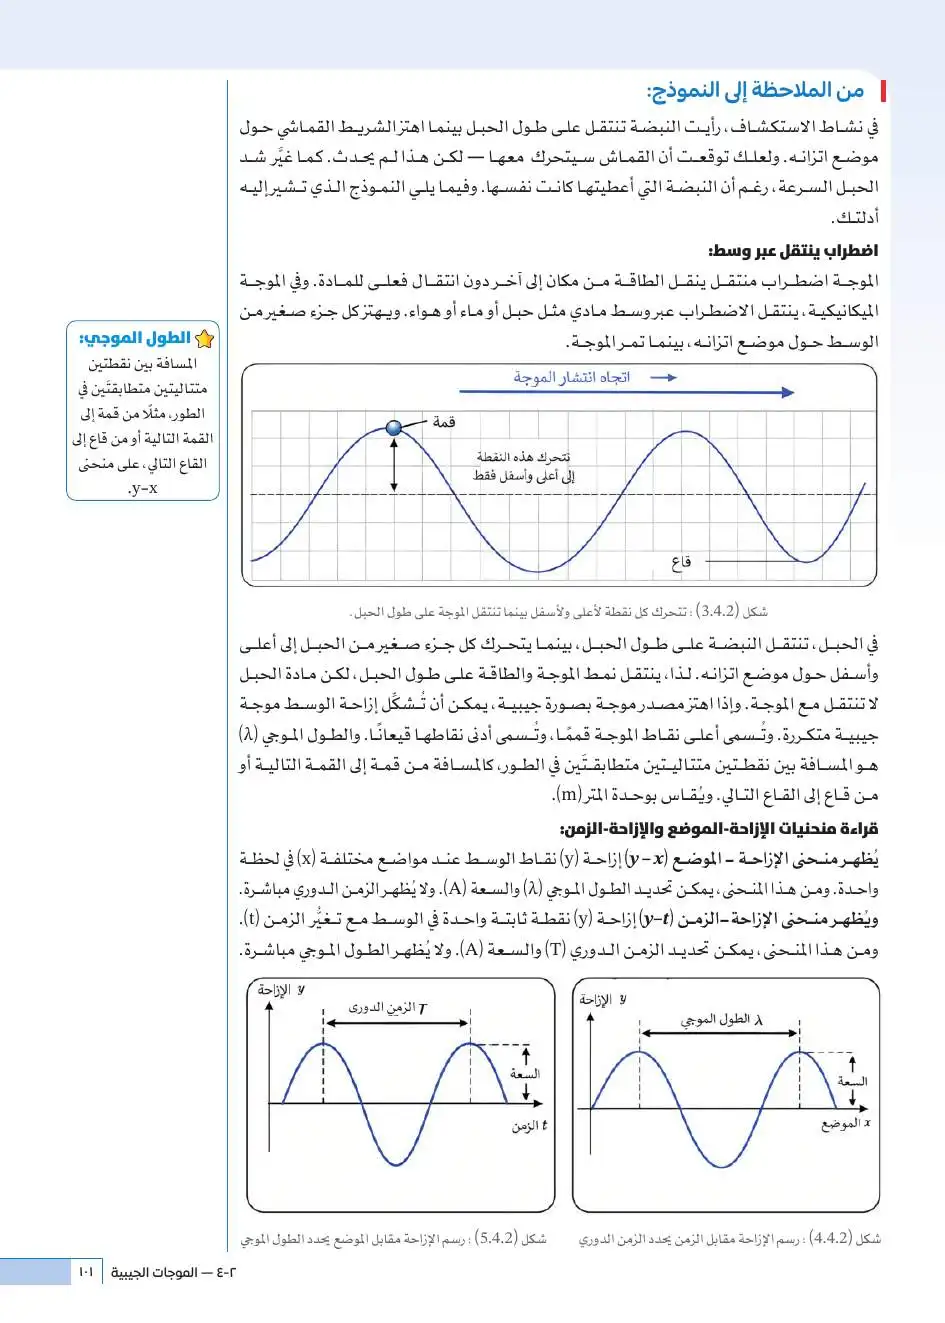 من الملاحظة إلى النموذج:
في نشاط الاستكشاف، رأيت النبضة تنتقل على طول الحبل بينما اهتز الشريط القماشي حول
موضع اتزانه. ولعلك توقعت أن القماش سيتحرك معها — لكن هذا لم يحدث. كما غيَّر شد
الحبل السرعة، رغم أن النبضة التي أعطيتها كانت نفسها. وفيما يلي النموذج الذي تشير إليه
أدلتك.
اضطراب ينتقل عبر وسط:
الموجة اضطراب منتقل ينقل الطاقة من مكان إلى آخر دون انتقال فعلى للمادة. وفي الموجة
الميكانيكية، ينتقل الاضطراب عبر وسط مادي مثل حبل أو ماء أو هواء. ويهتز كل جزء صغير من
الوسط حول موضع اتزانه، بينما تمر الموجة.
الطول الموجي:
المسافة بين نقطتين
متتاليتين متطابقتَين في
الطور، مثلًا من قمة إلى
القمة التالية أو من قاع إلى
القاع التالي، على منحنى
y-x.
اتجاه انتشار الموجة
قمة
تتحرك هذه النقطة
إلى أعلى وأسفل فقط
قاع
شكل (3.4.2): تتحرك كل نقطة لأعلى ولأسفل بينما تنتقل الموجة على طول الحبل.
في الحبل، تنتقل النبضة على طول الحبل، بينما يتحرك كل جزء صغير من الحبل إلى أعلى
وأسفل حول موضع اتزانه. لذا، ينتقل نمط الموجة والطاقة على طول الحبل، لكن مادة الحبل
لا تنتقل مع الموجة. وإذا اهتز مصدر موجة بصورة جيبية، يمكن أن تُشكِّل إزاحة الوسط موجة
جيبية متكررة. وتُسمى أعلى نقاط الموجة قممًا، وتُسمى أدنى نقاطها قيعانًا. والطول الموجي (λ)
هو المسافة بين نقطتين متتاليتين متطابقتَين في الطور، كالمسافة من قمة إلى القمة التالية أو
من قاع إلى القاع التالي. ويُقاس بوحدة المتر (m).
قراءة منحنيات الإزاحة-الموضع والإزاحة-الزمن:
يُظهر منحنى الإزاحة – الموضع (y – x) إزاحة (y) نقاط الوسط عند مواضع مختلفة (x) في لحظة
واحدة. ومن هذا المنحنى، يمكن تحديد الطول الموجي (λ) والسعة (A). ولا يُظهر الزمن الدوري مباشرة.
ويُظهر منحنى الإزاحة–الزمن (y–t) إزاحة (y) نقطة ثابتة واحدة في الوسط مع تغيُّر الزمن (t).
ومن هذا المنحنى، يمكن تحديد الزمن الدوري (T) والسعة (A). ولا يُظهر الطول الموجي مباشرة.
y الإزاحة
λ الطول الموجي
السعة
x الموضع
y الإزاحة
T الزمن الدورى
السعة
t الزمن
شكل (4.4.2): رسم الإزاحة مقابل الزمن يحدد الزمن الدوري
شكل (5.4.2): رسم الإزاحة مقابل الموضع يحدد الطول الموجي
٢-٤ — الموجات الجيبية
١٠١